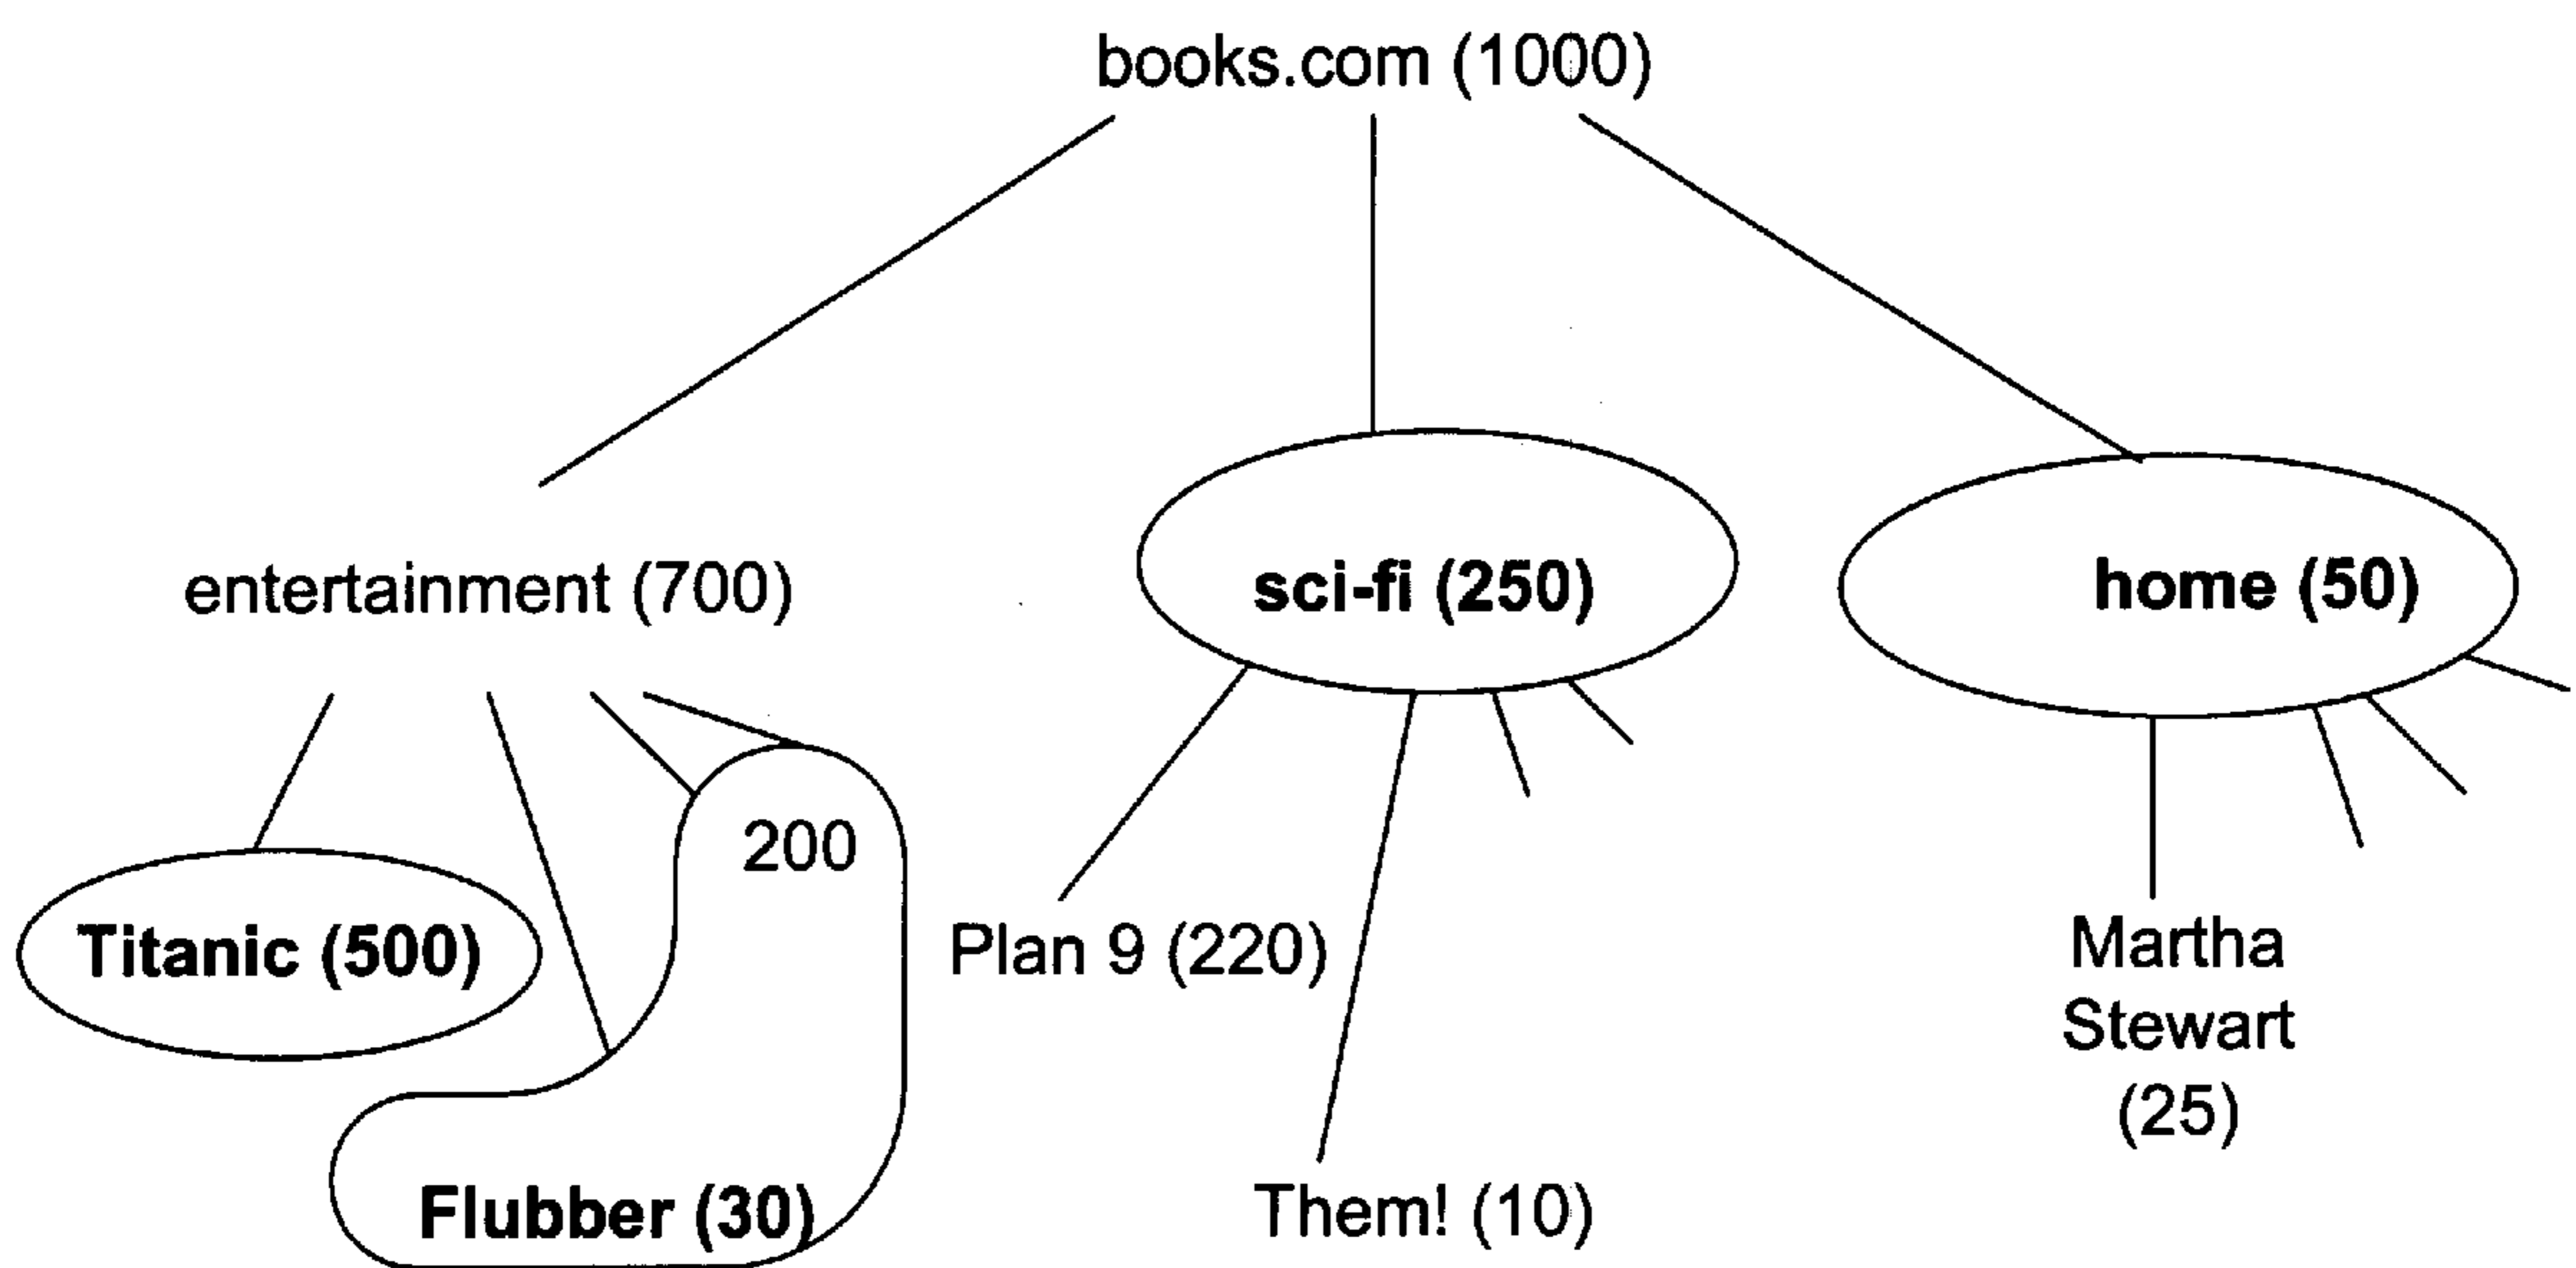 books.com (1000)
entertainment (700)
sci-fi (250)
home (50)
200
Titanic (500)
Plan 9 (220)
Martha
Stewart
(25)
Flubber (30)
Them! (10)